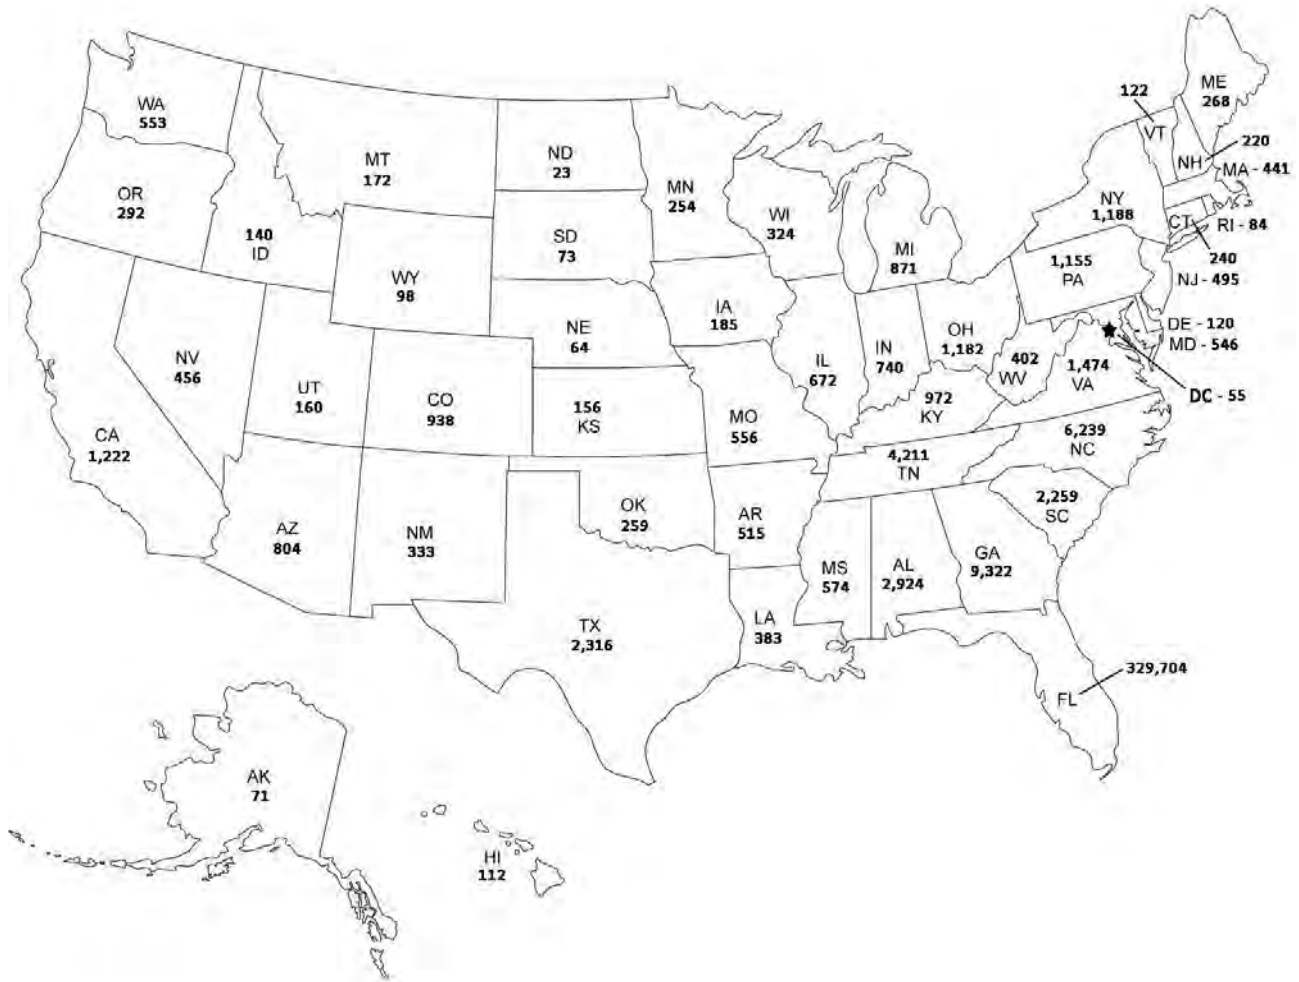 WA
553
OR
292
140
ID
MT
172
WY
98
ND
23
SD
73
NE
64
156
KS
MN
254
IA
185
MO
556
WI
324
IL
672
MI
871
IN
740
OH
1,182
972
KY
402
WV
1,474
VA
1,155
PA
NY
1,188
122
VT
ME
268
220
NH
MA - 441
CT
RI - 84
240
NJ - 495
DE - 120
MD - 546
DC - 55
NV
456
UT
160
CO
938
CA
1,222
AZ
804
NM
333
OK
259
TX
2,316
AR
515
LA
383
MS
574
AL
2,924
4,211
TN
6,239
NC
2,259
SC
GA
9,322
329,704
FL
AK
71
HI
112